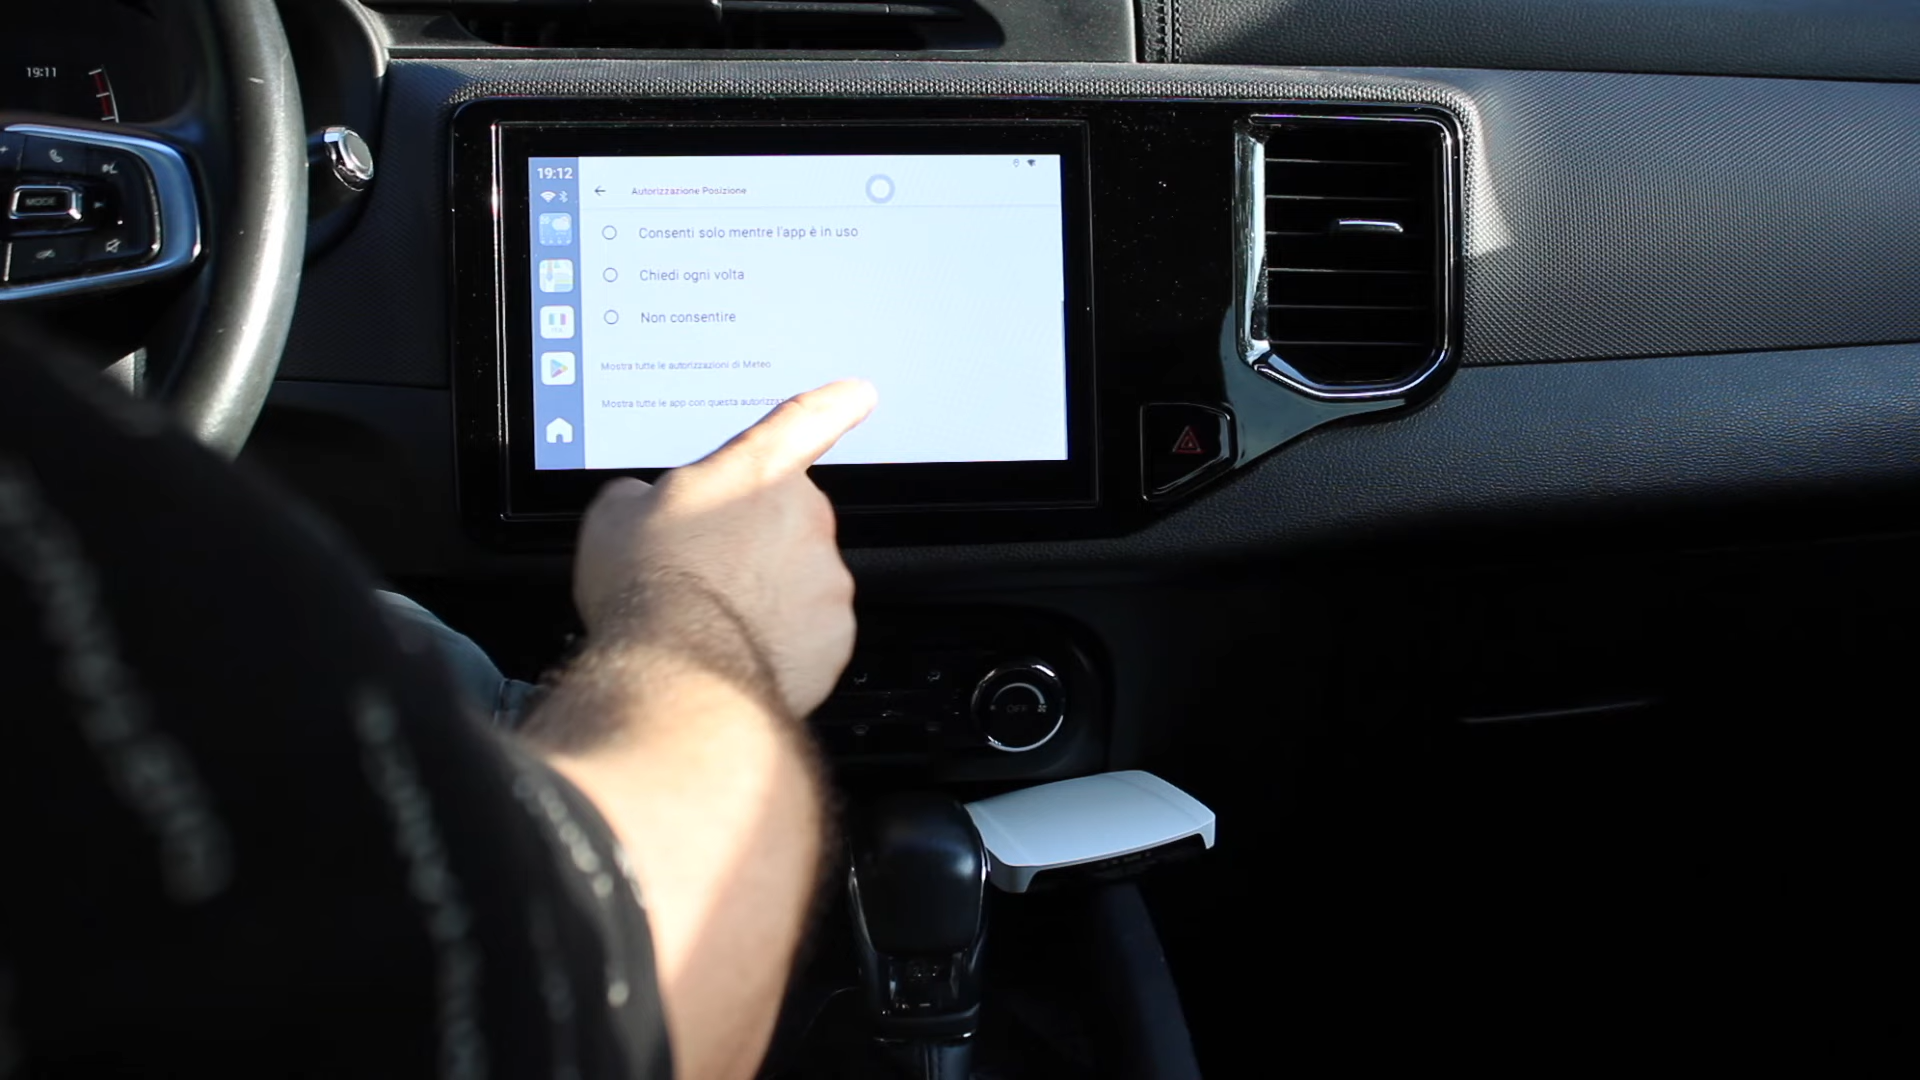 19:11
MODE
19:12
Autorizzazione Posizione
Consenti solo mentre l'app è in uso
Chiedi ogni volta
Non consentire
Mostra tutte le autorizzazioni di Meteo
Mostra tutte le app con questa
OFF